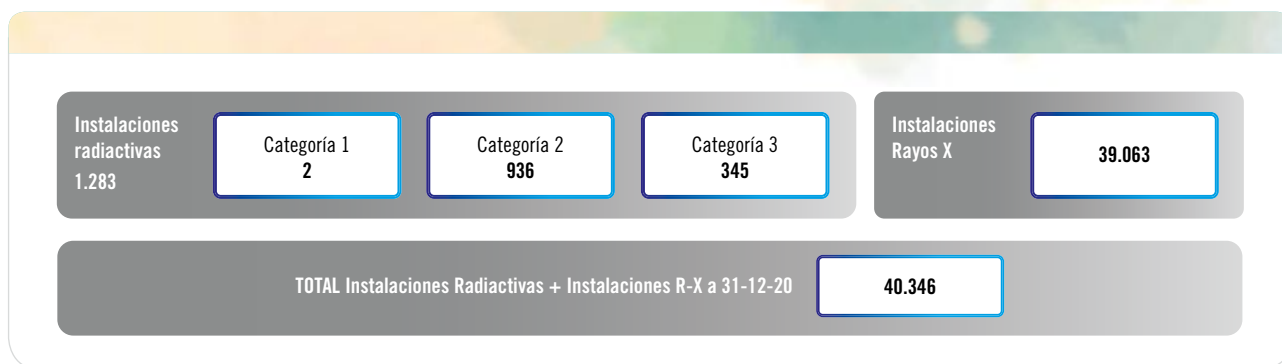 Instalaciones
radiactivas
1.283
Categoría 1
2
Categoría 2
936
Categoría 3
345
Instalaciones
Rayos X
39.063
TOTAL Instalaciones Radiactivas + Instalaciones R-X a 31-12-20
40.346